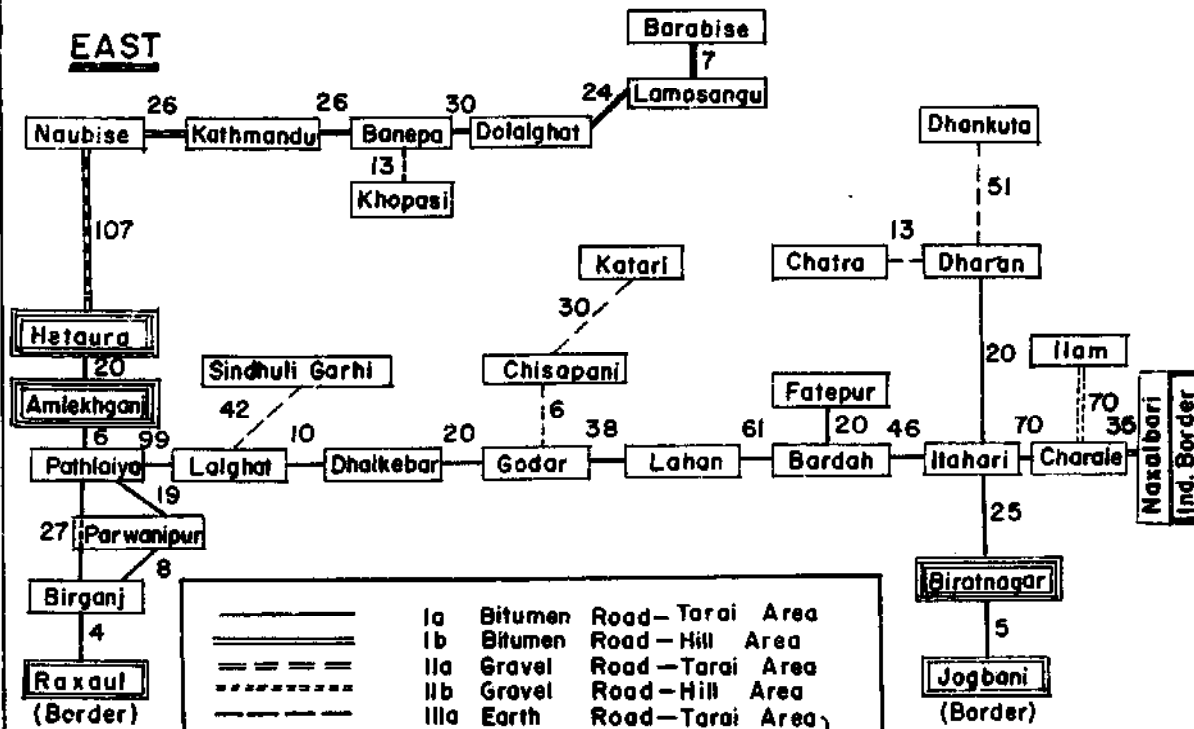 EAST
Barabise
7
Lamosangu
26 26 30 24
Naubise Kathmandu Banepa Dolalghat
13
Khopasi
107
Dhankuta
51
13
Chatra Dharan
Katari
30
Hetaura
20
Sindhuli Garhi
Chisapani
20
Ilam
Amlekhganj
42
Fatepur
6 99 10 20 6 38 61 20 46 70 70 36
Pathlaiya Lalghat Dhalkebar Godar Lahan Bardah Itahari Charale
Naxalbari
Ind. Border
19
27 Parwanipur
25
8
Birganj
Biratnagar
4
5
Raxaul
(Border)
Jogbani
(Border)
Ia Bitumen Road-Tarai Area
Ib Bitumen Road-Hill Area
IIa Gravel Road-Tarai Area
IIb Gravel Road-Hill Area
IIIa Earth Road-Tarai Area)